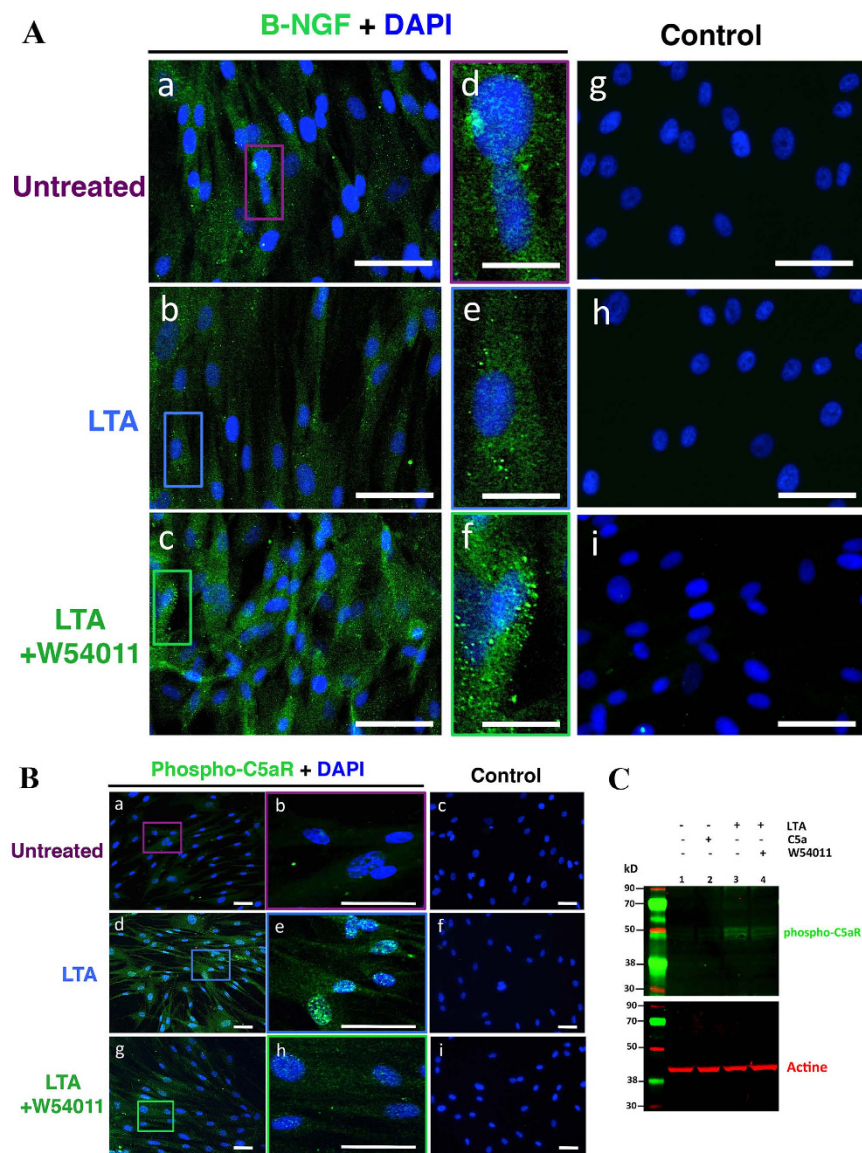 A
B-NGF + DAPI
Control
a
d
g
Untreated
b
e
h
LTA
c
f
i
LTA
+W54011
B
Phospho-C5aR + DAPI
Control
a
b
c
Untreated
d
e
f
LTA
g
h
i
LTA
+W54011
C
- - + + LTA
- + - - C5a
- - - + W54011
kD
1 2 3 4
90
70
50
phospho-C5aR
38
30
90
70
50
Actine
38
30